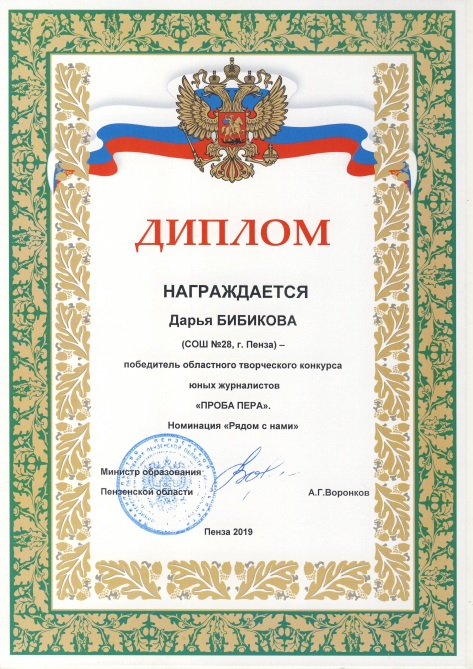 ДИПЛОМ
НАГРАЖДАЕТСЯ
Дарья БИБИКОВА
(СОШ №28, г. Пенза) –
победитель областного творческого конкурса
юных журналистов
«ПРОБА ПЕРА».
Номинация «Рядом с нами»
Министр образования
Пензенской области
А.Г.Воронков
Пенза 2019